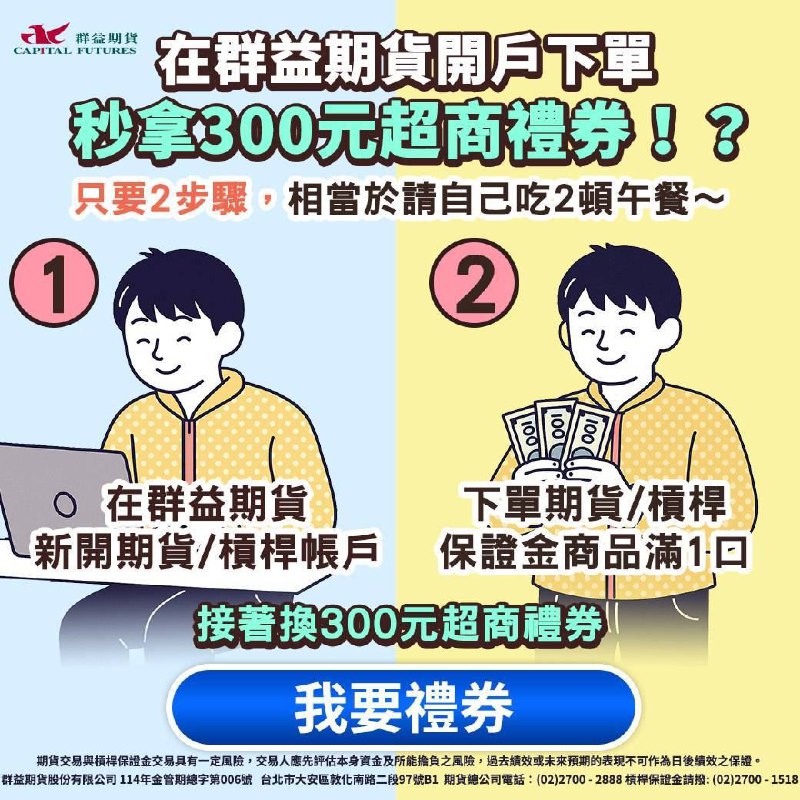 群益期貨
CAPITAL FUTURES
在群益期貨開戶下單
秒拿300元超商禮券！？
只要2步驟，相當於請自己吃2頓午餐～
1
在群益期貨
新開期貨/槓桿帳戶
2
100 100 100
下單期貨/槓桿
保證金商品滿1口
接著換300元超商禮券
我要禮券
期貨交易與槓桿保證金交易具有一定風險，交易人應先評估本身資金及所能擔負之風險，過去績效或未來預期的表現不可作為日後績效之保證。
群益期貨股份有限公司 114年金管期總字第006號 台北市大安區敦化南路二段97號B1 期貨總公司電話：(02)2700 - 2888 槓桿保證金請撥: (02)2700 - 1518